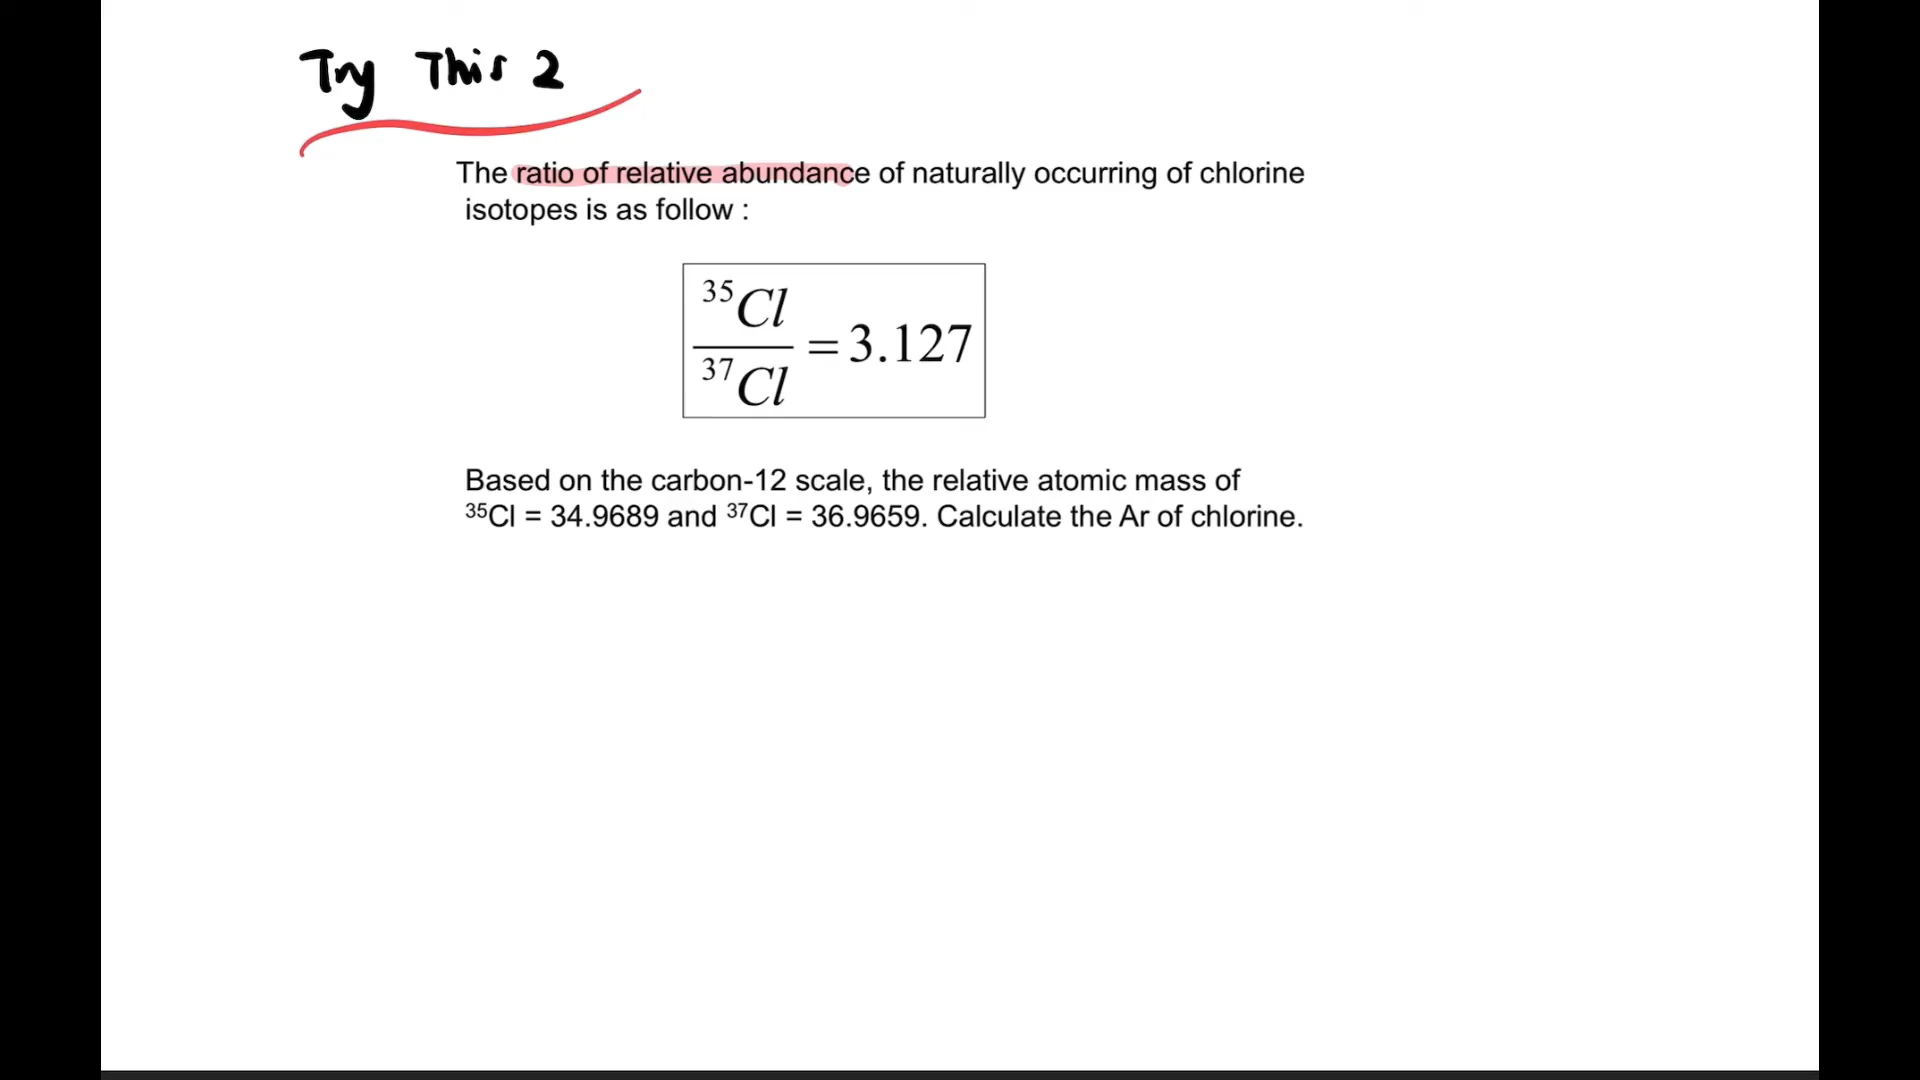 Try This 2
The ratio of relative abundance of naturally occurring of chlorine
isotopes is as follow :
³⁵Cl
³⁷Cl
=3.127
Based on the carbon-12 scale, the relative atomic mass of
³⁵Cl = 34.9689 and ³⁷Cl = 36.9659. Calculate the Ar of chlorine.